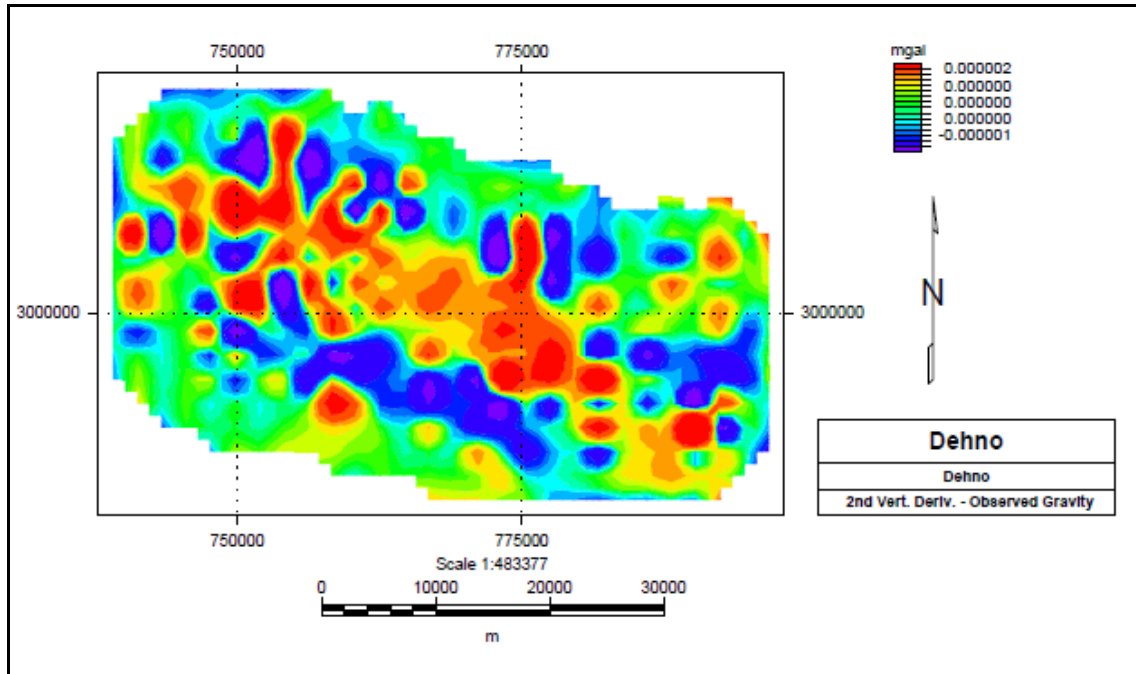 750000 775000
mgal
0.000002
0.000000
0.000000
0.000000
-0.000001
3000000 3000000
N
Dehno
Dehno
2nd Vert. Deriv. - Observed Gravity
750000 775000
Scale 1:483377
0 10000 20000 30000
m